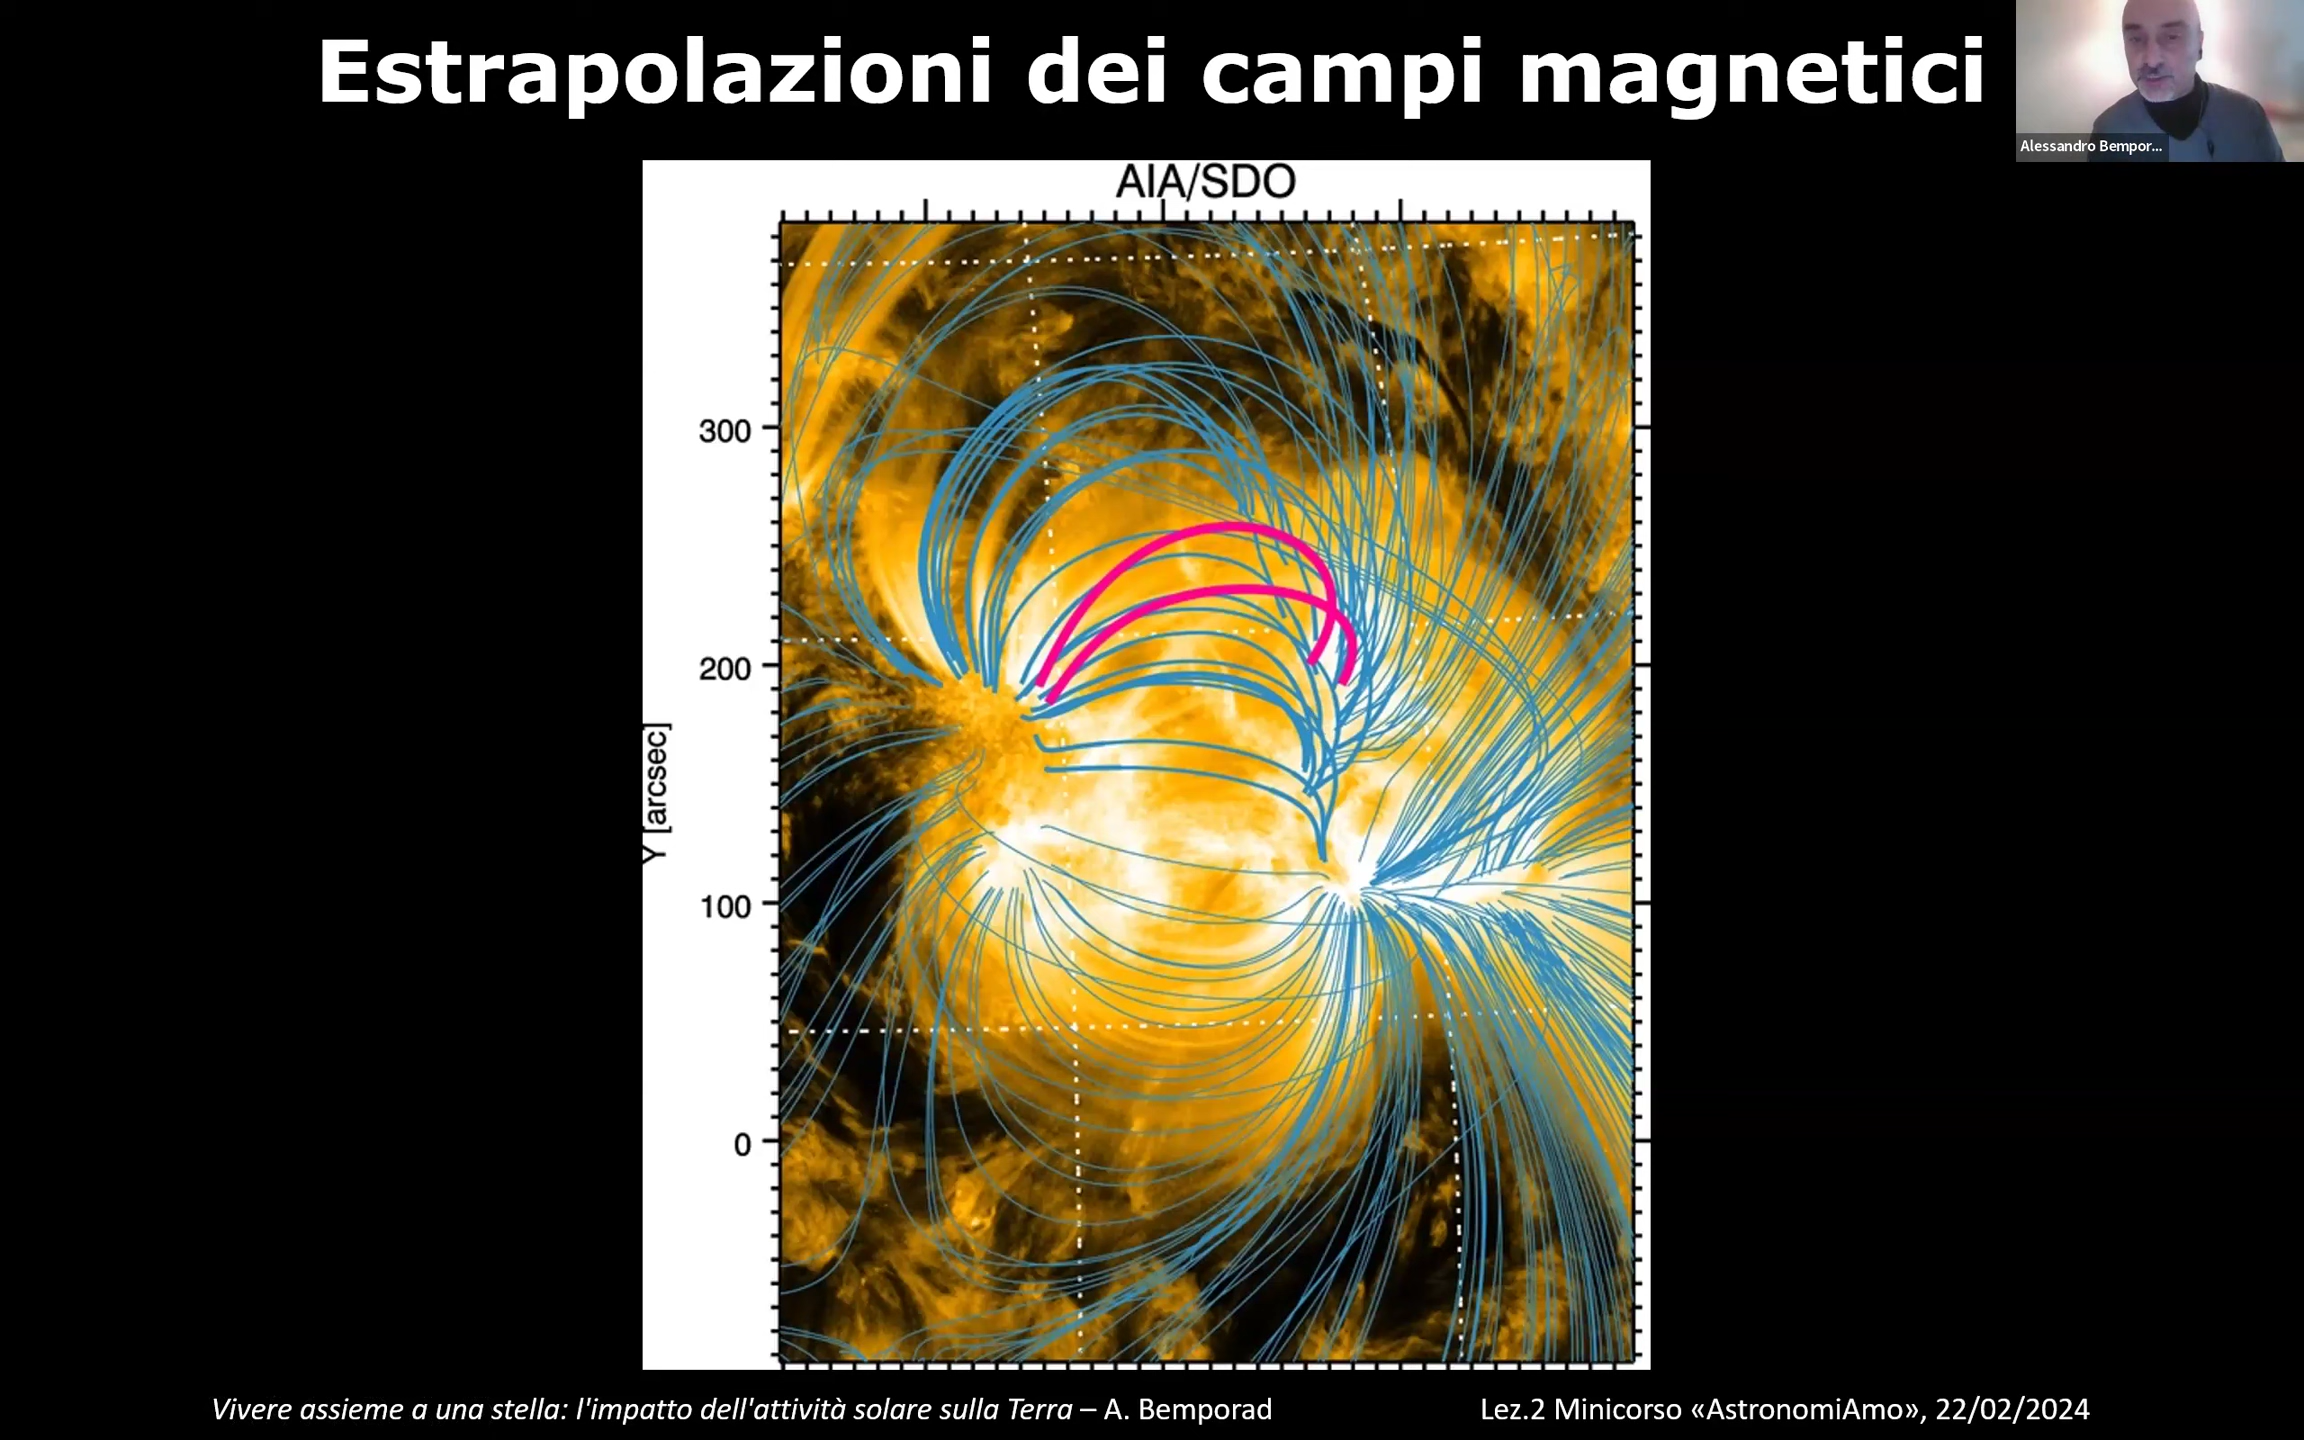 Estrapolazioni dei campi magnetici
Alessandro Bempor...
AIA/SDO
300
200
100
0
Y [arcsec]
Vivere assieme a una stella: l'impatto dell'attività solare sulla Terra – A. Bemporad
Lez.2 Minicorso «AstronomiAmo», 22/02/2024